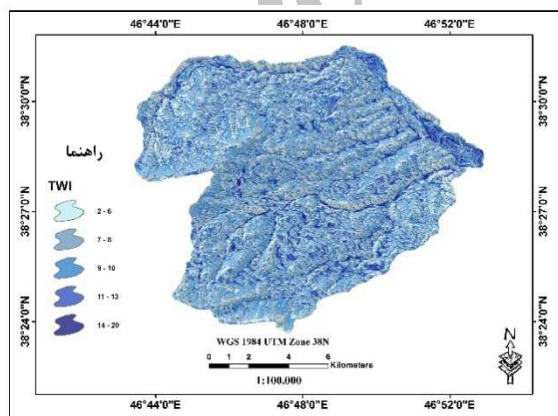 46°44'0"E 46°48'0"E 46°52'0"E
38°30'0"N 38°30'0"N
راهنما
TWI
2 - 6
7 - 8
9 - 10
11 - 13
14 - 20
38°27'0"N 38°27'0"N
38°24'0"N 38°24'0"N
WGS 1984 UTM Zone 38N
0 1 2 4 6
Kilometers
1:100,000
N
46°44'0"E 46°48'0"E 46°52'0"E